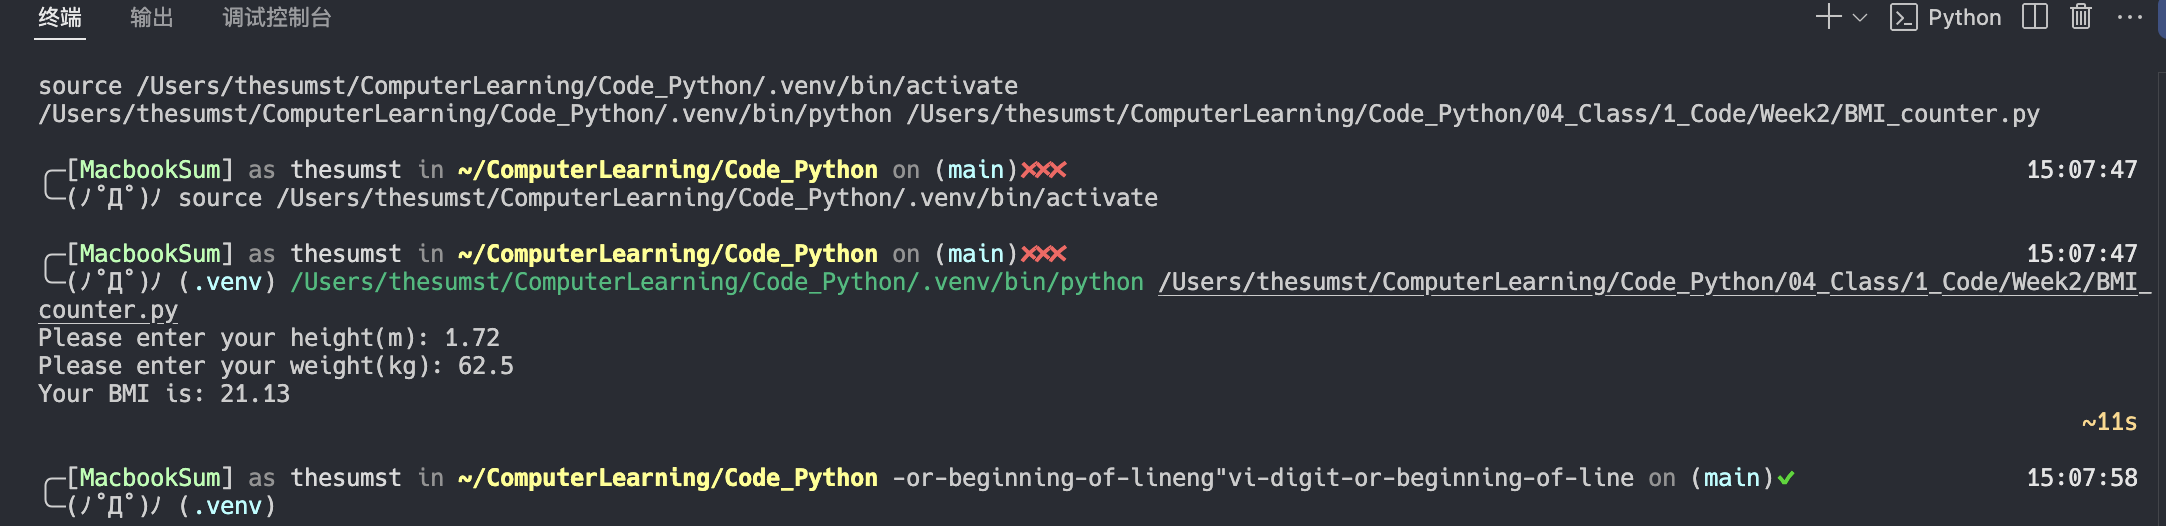 终端 输出 调试控制台 Python
source /Users/thesumst/ComputerLearning/Code_Python/.venv/bin/activate
/Users/thesumst/ComputerLearning/Code_Python/.venv/bin/python /Users/thesumst/ComputerLearning/Code_Python/04_Class/1_Code/Week2/BMI_counter.py
╭─[MacbookSum] as thesumst in ~/ComputerLearning/Code_Python on (main)✘✘✘ 15:07:47
╰─(ﾉﾟДﾟ)ﾉ source /Users/thesumst/ComputerLearning/Code_Python/.venv/bin/activate
╭─[MacbookSum] as thesumst in ~/ComputerLearning/Code_Python on (main)✘✘✘ 15:07:47
╰─(ﾉﾟДﾟ)ﾉ (.venv) /Users/thesumst/ComputerLearning/Code_Python/.venv/bin/python /Users/thesumst/ComputerLearning/Code_Python/04_Class/1_Code/Week2/BMI_
counter.py
Please enter your height(m): 1.72
Please enter your weight(kg): 62.5
Your BMI is: 21.13
~11s
╭─[MacbookSum] as thesumst in ~/ComputerLearning/Code_Python -or-beginning-of-lineng"vi-digit-or-beginning-of-line on (main)✔ 15:07:58
╰─(ﾉﾟДﾟ)ﾉ (.venv)